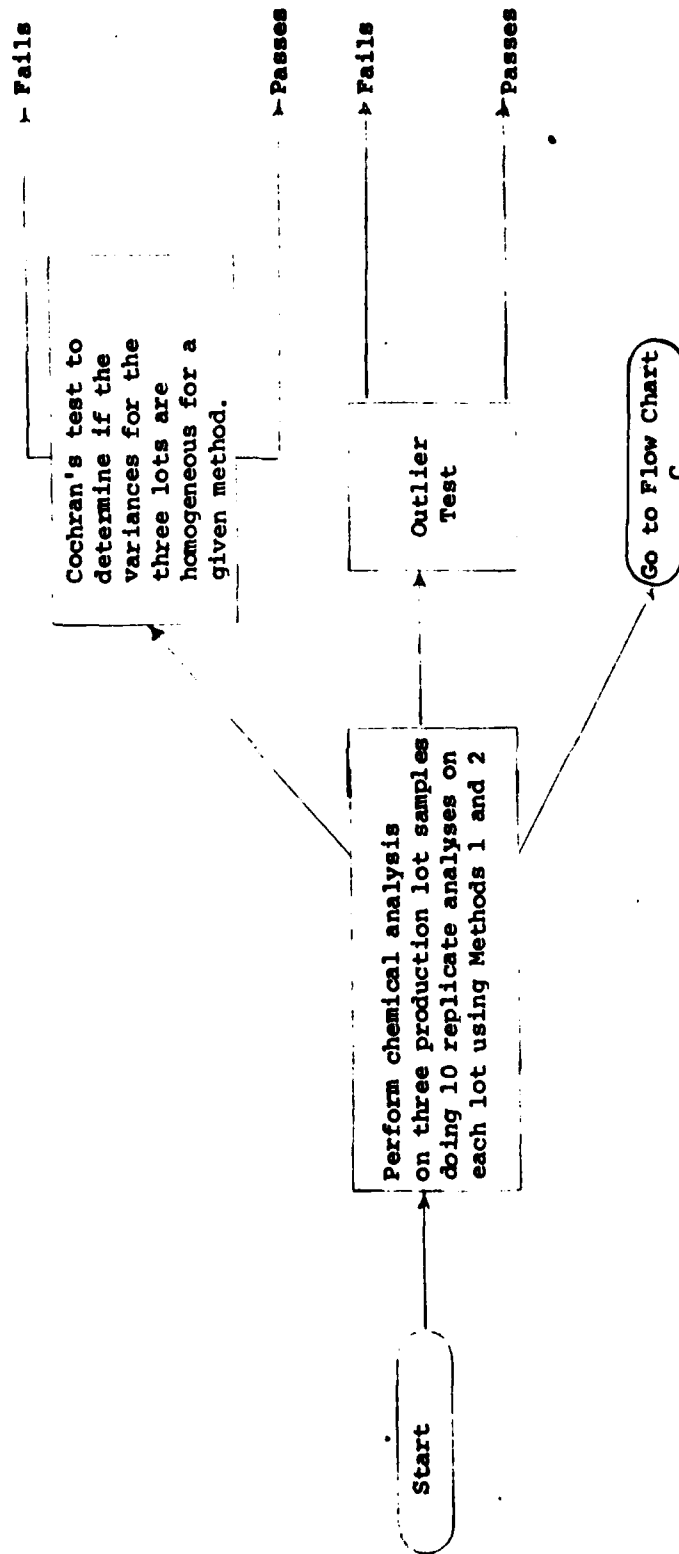 Start
Perform chemical analysis
on three production lot samples
doing 10 replicate analyses on
each lot using Methods 1 and 2
Cochran's test to
determine if the
variances for the
three lots are
homogeneous for a
given method.
Fails
Passes
Outlier
Test
Fails
Passes
Go to Flow Chart